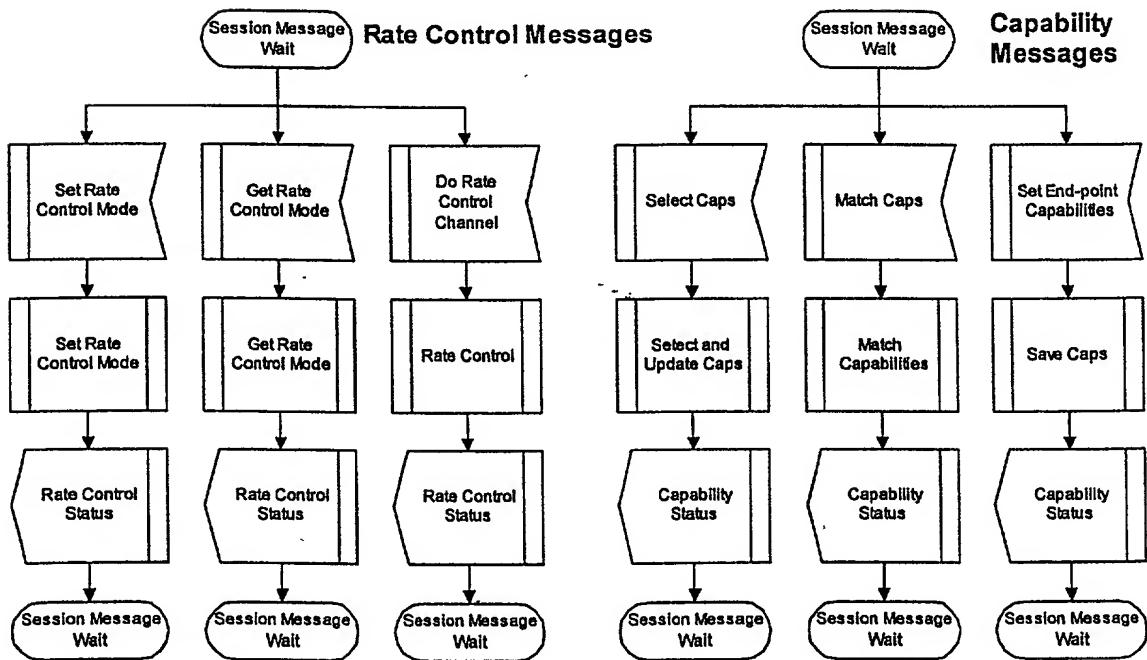 Session Message
Wait
Rate Control Messages
Session Message
Wait
Capability
Messages
Set Rate
Control Mode
Get Rate
Control Mode
Do Rate
Control
Channel
Select Caps
Match Caps
Set End-point
Capabilities
Set Rate
Control Mode
Get Rate
Control Mode
Rate Control
Select and
Update Caps
Match
Capabilities
Save Caps
Rate Control
Status
Rate Control
Status
Rate Control
Status
Capability
Status
Capability
Status
Capability
Status
Session Message
Wait
Session Message
Wait
Session Message
Wait
Session Message
Wait
Session Message
Wait
Session Message
Wait